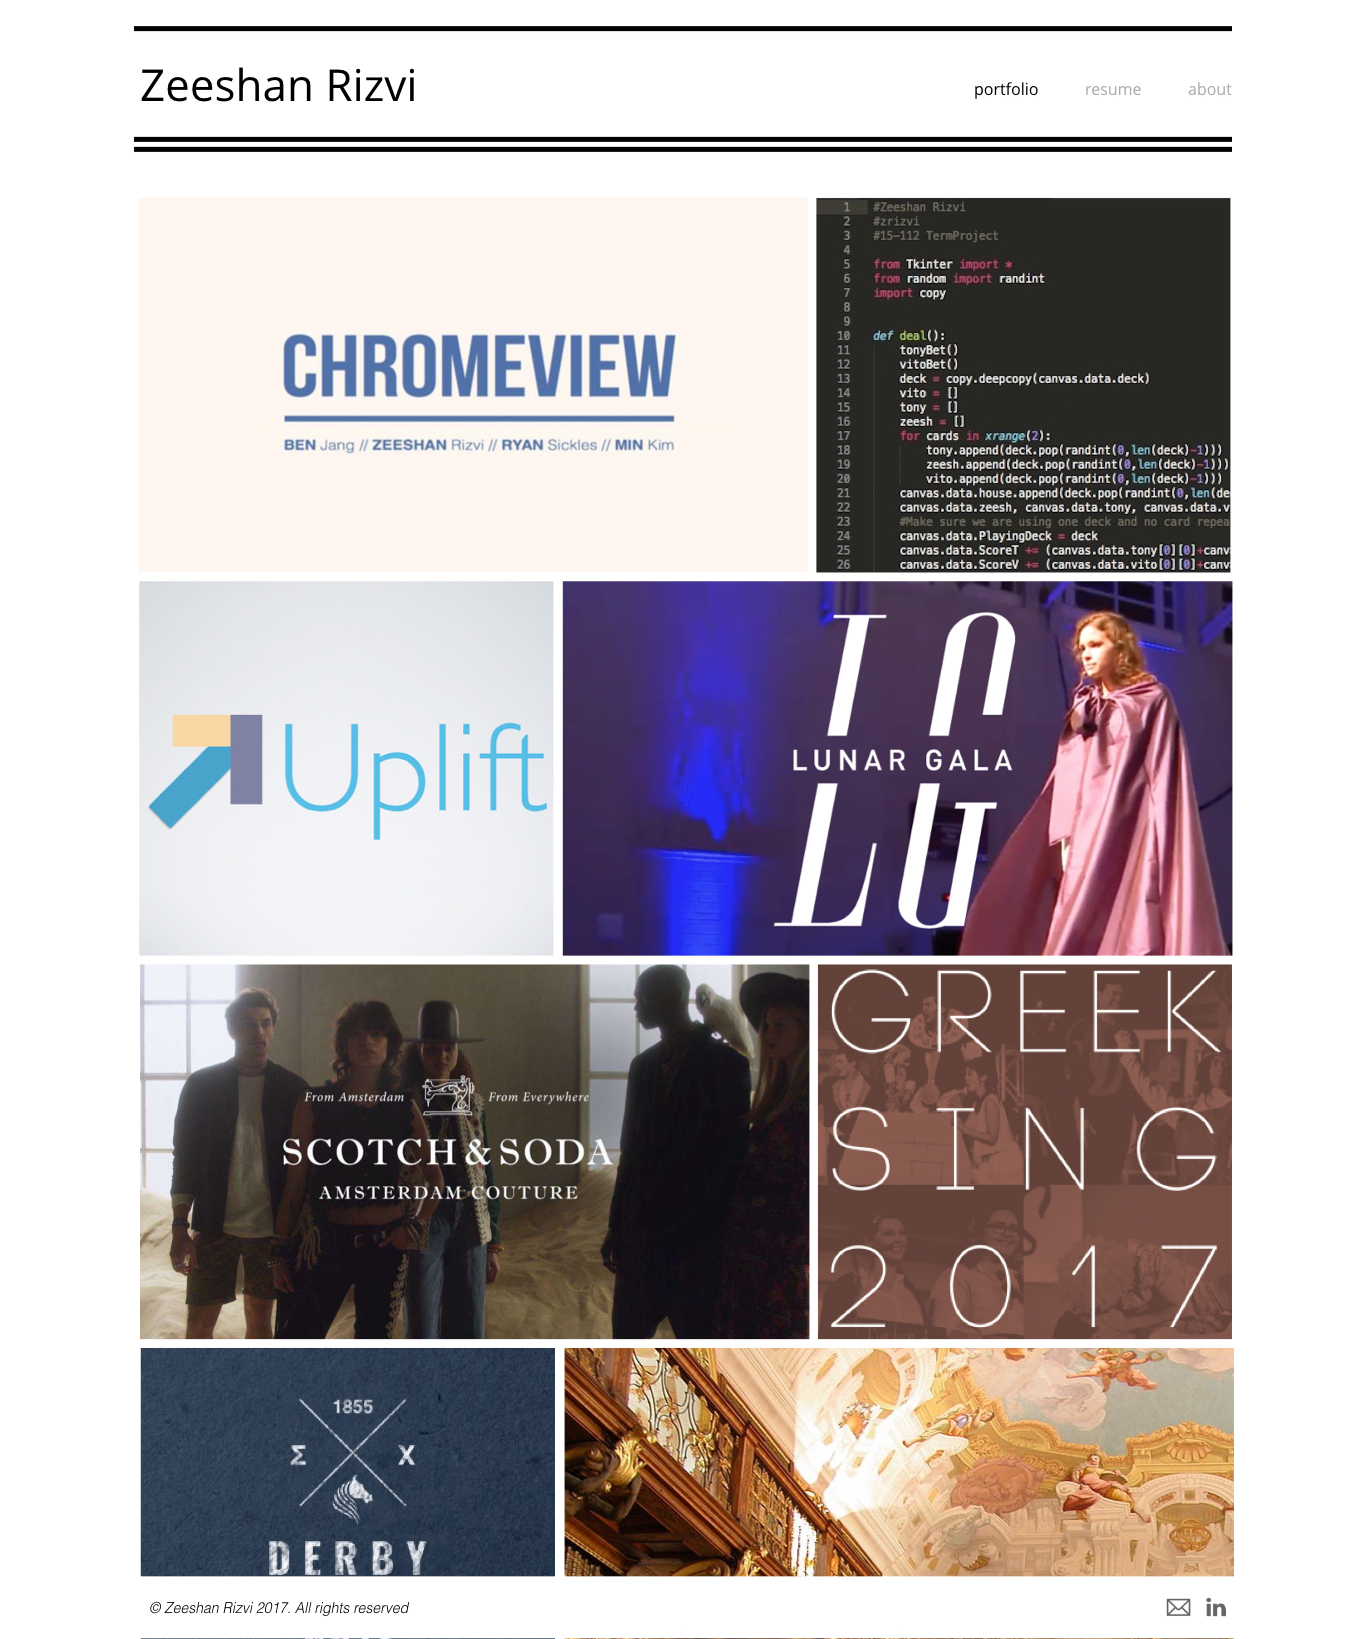 Zeeshan Rizvi
portfolio resume about
CHROMEVIEW
BEN Jang // ZEESHAN Rizvi // RYAN Sickles // MIN Kim
1 #Zeeshan Rizvi
2 #zrizvi
3 #15-112 TermProject
4
5 from Tkinter import *
6 from random import randint
7 import copy
8
9
10 def deal():
11 tonyBet()
12 vitoBet()
13 deck = copy.deepcopy(canvas.data.deck)
14 vito = []
15 tony = []
16 zeesh = []
17 for cards in xrange(2):
18 tony.append(deck.pop(randint(0,len(deck)-1)))
19 zeesh.append(deck.pop(randint(0,len(deck)-1)))
20 vito.append(deck.pop(randint(0,len(deck)-1)))
21 canvas.data.house.append(deck.pop(randint(0,len(de
22 canvas.data.zeesh, canvas.data.tony, canvas.data.v
23 #Make sure we are using one deck and no card repea
24 canvas.data.PlayingDeck = deck
25 canvas.data.ScoreT += (canvas.data.tony[0][0]+canv
26 canvas.data.ScoreV += (canvas.data.vito[0][0]+canv
Uplift
LUNAR GALA
LG
From Amsterdam From Everywhere
SCOTCH & SODA
AMSTERDAM COUTURE
GREEK
SING
2017
1855
Σ X
DERBY
© Zeeshan Rizvi 2017. All rights reserved
in